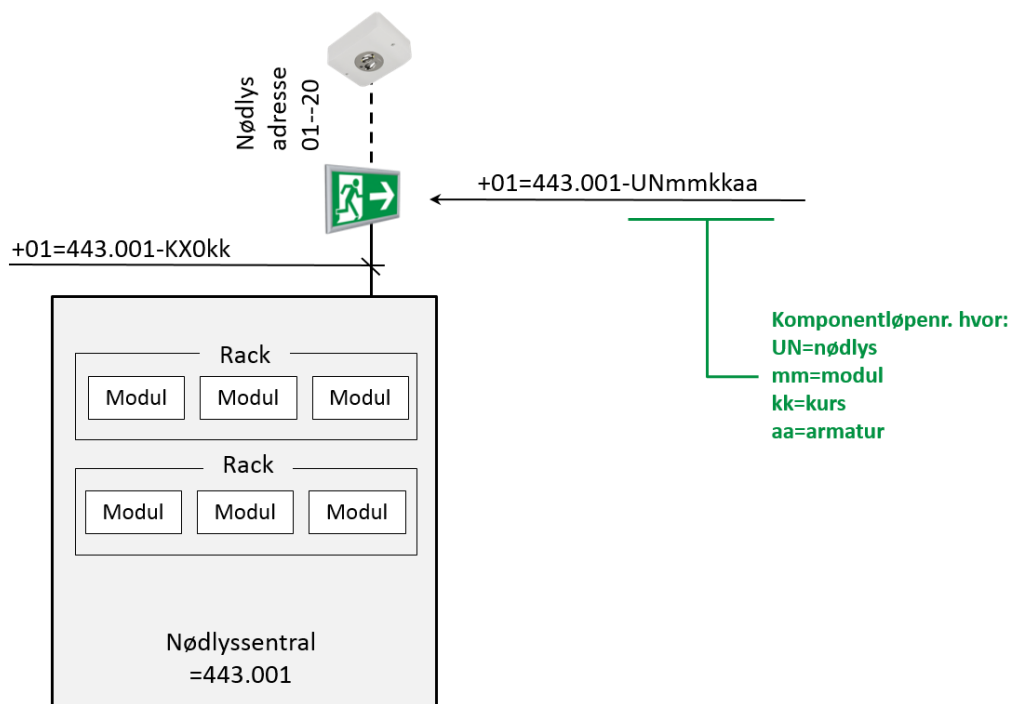 Nødlys
adresse
01--20
+01=443.001-UNmmkkaa
+01=443.001-KX0kk
Komponentløpenr. hvor:
UN=nødlys
mm=modul
kk=kurs
aa=armatur
Rack
Modul Modul Modul
Rack
Modul Modul Modul
Nødlyssentral
=443.001